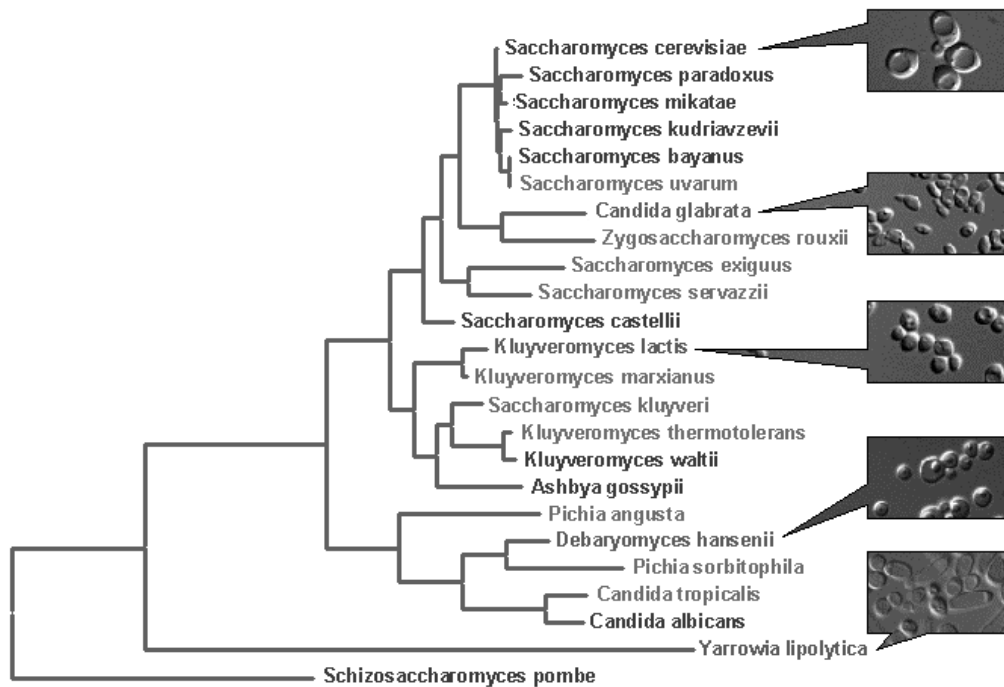 Saccharomyces cerevisiae
Saccharomyces paradoxus
Saccharomyces mikatae
Saccharomyces kudriavzevii
Saccharomyces bayanus
Saccharomyces uvarum
Candida glabrata
Zygosaccharomyces rouxii
Saccharomyces exiguus
Saccharomyces servazzii
Saccharomyces castellii
Kluyveromyces lactis
Kluyveromyces marxianus
Saccharomyces kluyveri
Kluyveromyces thermotolerans
Kluyveromyces waltii
Ashbya gossypii
Pichia angusta
Debaryomyces hansenii
Pichia sorbitophila
Candida tropicalis
Candida albicans
Yarrowia lipolytica
Schizosaccharomyces pombe